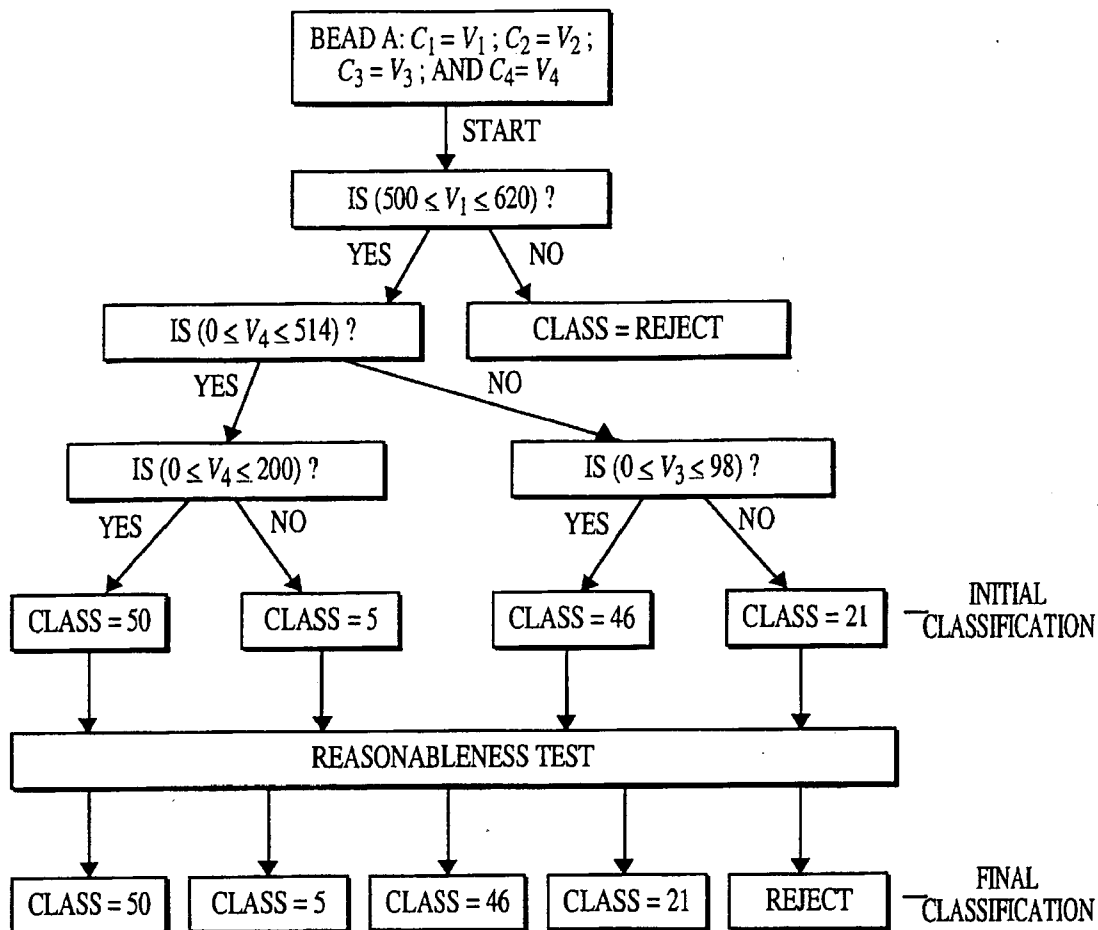 BEAD A: C₁ = V₁ ; C₂ = V₂ ;
C₃ = V₃ ; AND C₄= V₄
START
IS (500 ≤ V₁ ≤ 620) ?
YES
NO
IS (0 ≤ V₄ ≤ 514) ?
CLASS = REJECT
YES
NO
IS (0 ≤ V₄ ≤ 200) ?
IS (0 ≤ V₃ ≤ 98) ?
YES
NO
YES
NO
CLASS = 50
CLASS = 5
CLASS = 46
CLASS = 21
INITIAL
CLASSIFICATION
REASONABLENESS TEST
CLASS = 50
CLASS = 5
CLASS = 46
CLASS = 21
REJECT
FINAL
CLASSIFICATION